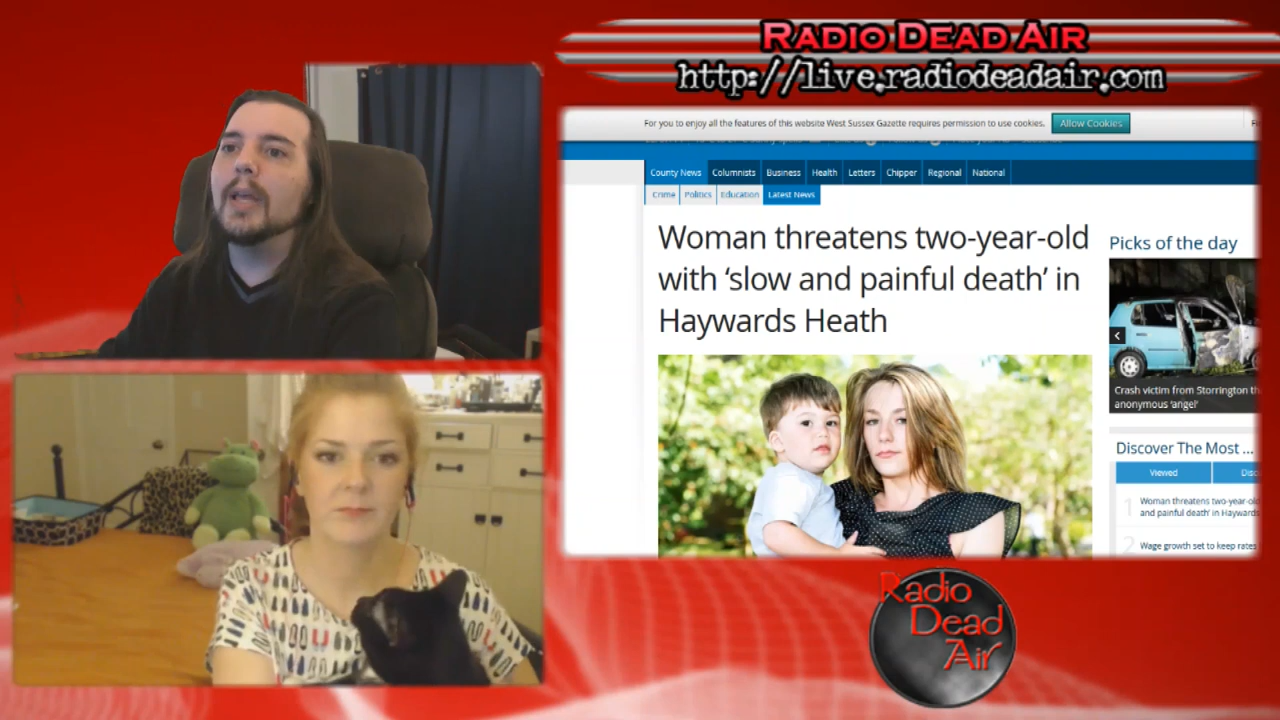 Radio Dead Air
http://live.radiodeadair.com
For you to enjoy all the features of this website West Sussex Gazette requires permission to use cookies.
Allow Cookies
County News
Columnists
Business
Health
Letters
Chipper
Regional
National
Crime
Politics
Education
Latest News
Woman threatens two-year-old
with ‘slow and painful death’ in
Haywards Heath
Picks of the day
Crash victim from Storrington
anonymous ‘angel’
Discover The Most ...
Viewed
1
Woman threatens two-year-old
and painful death’ in Haywards
2
Wage growth set to keep rates
Radio
Dead
Air